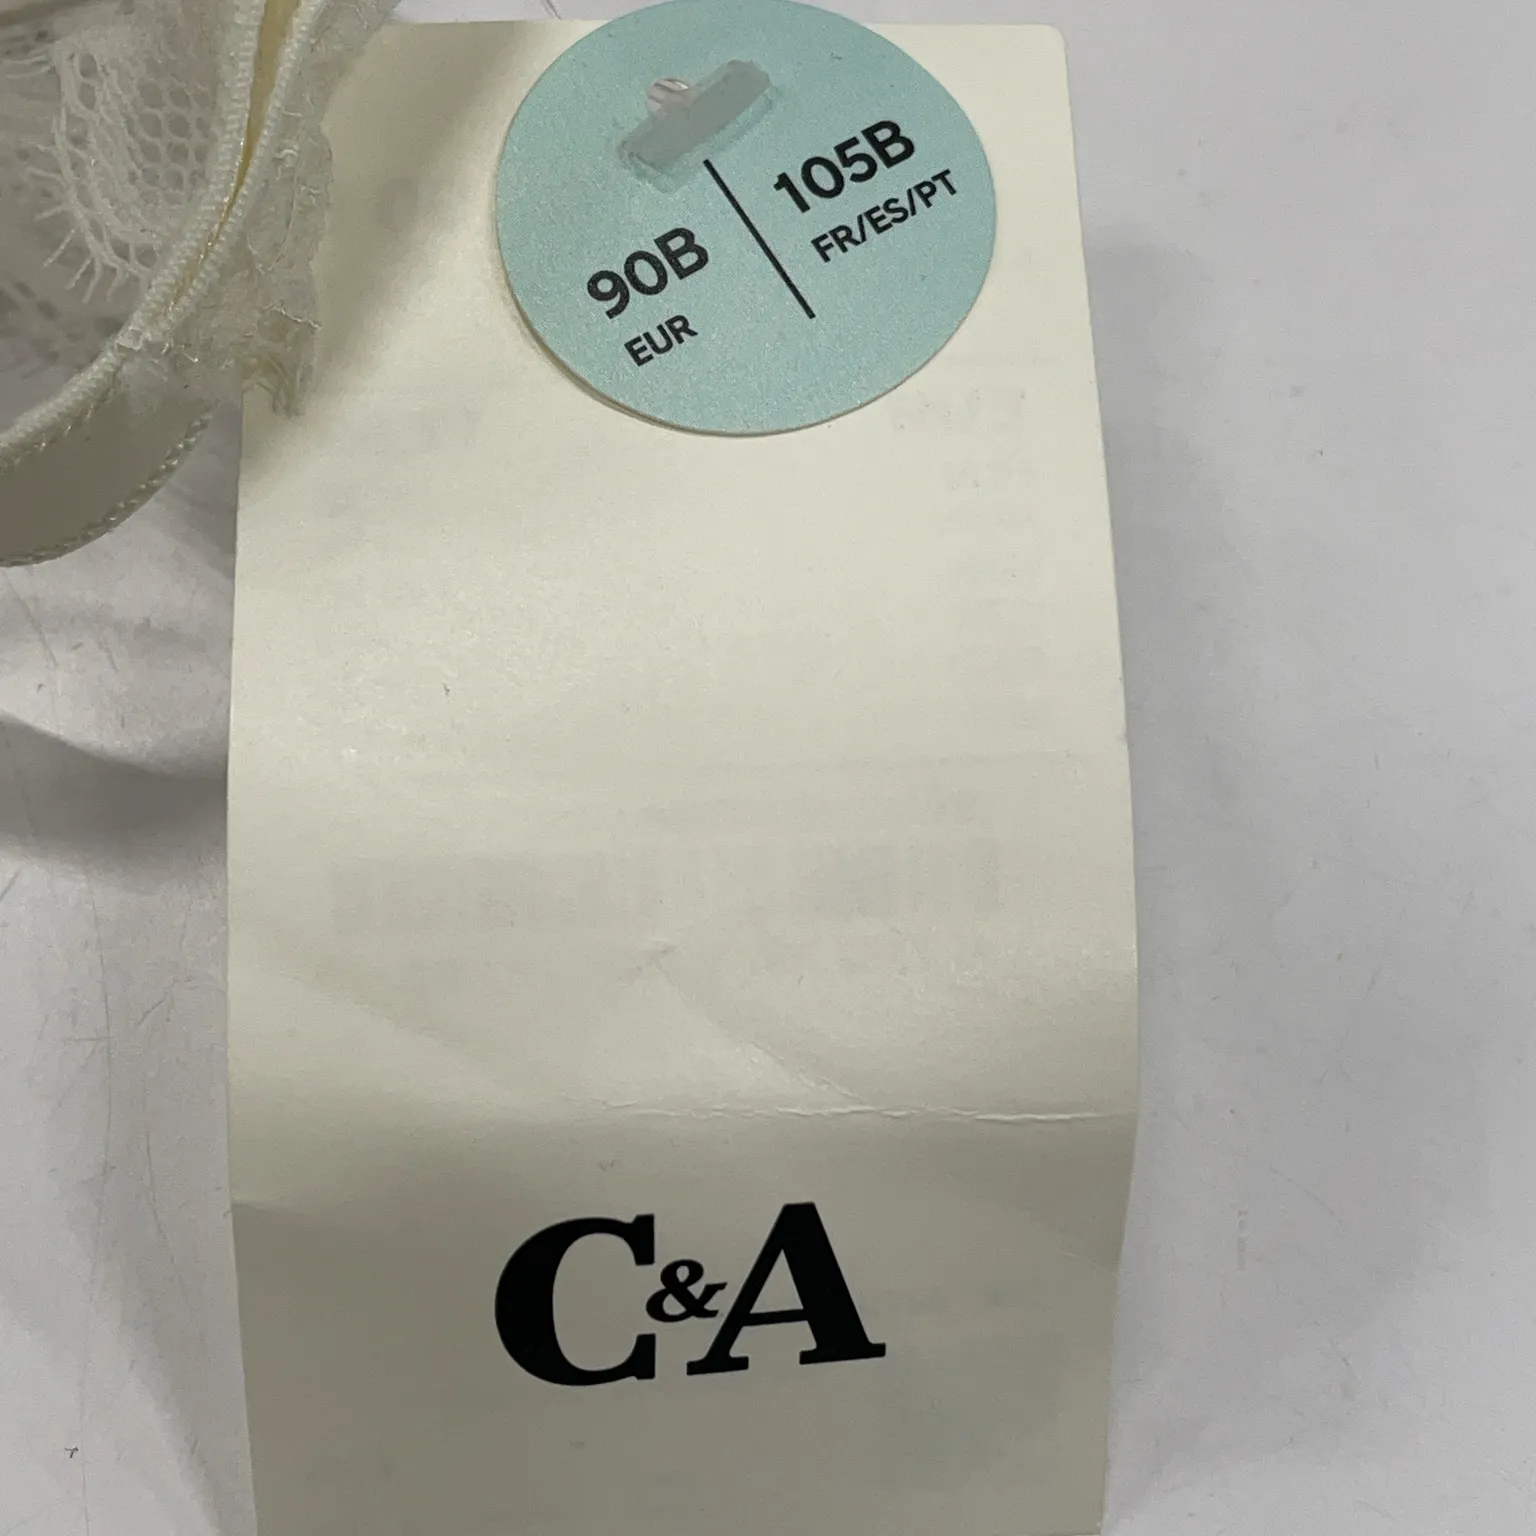 90B
EUR
105B
FR/ES/PT
C&A